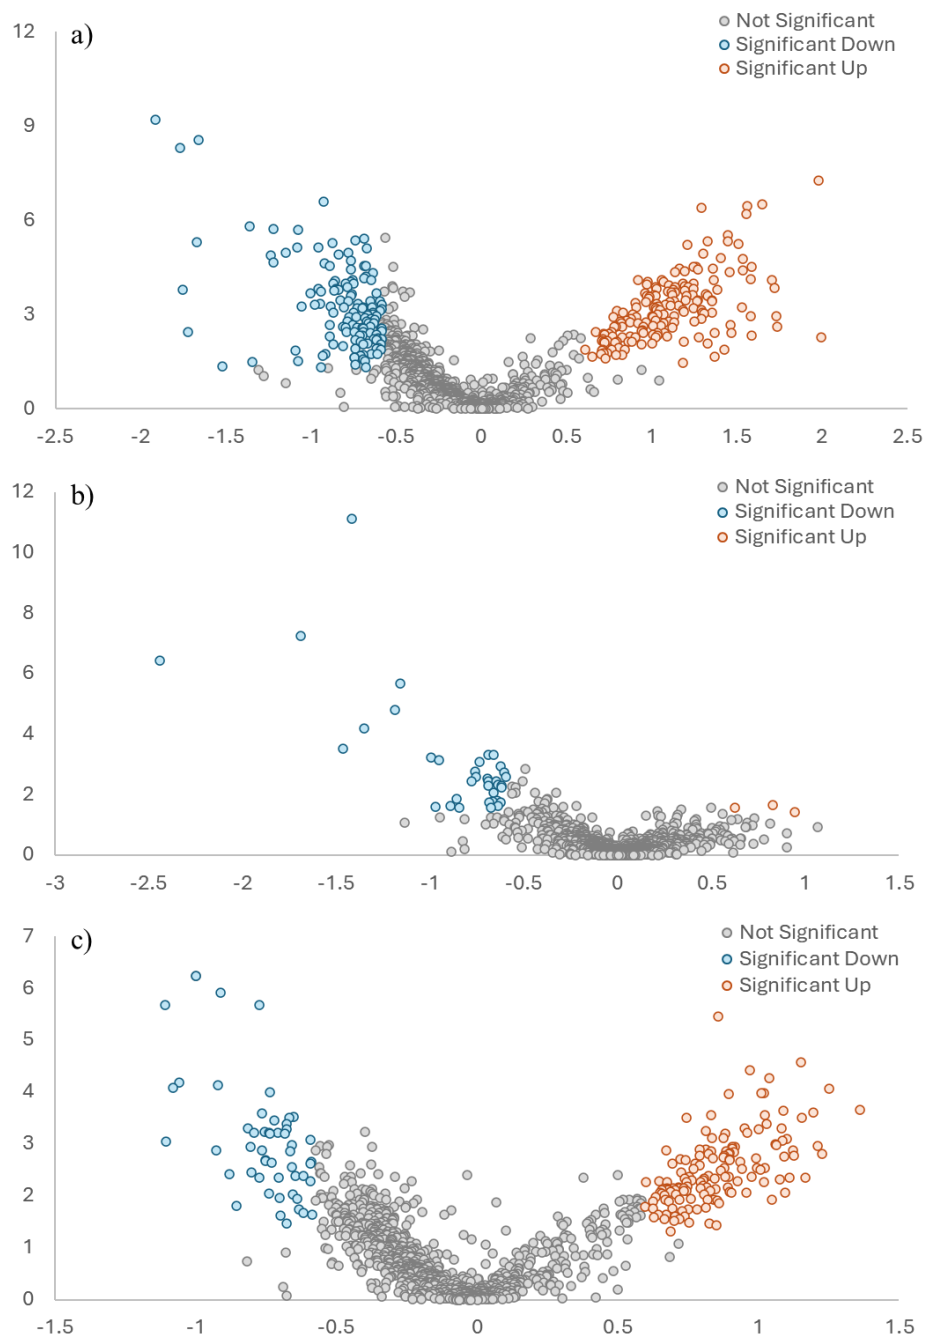 a)
Not Significant
Significant Down
Significant Up
12
9
6
3
0
-2.5 -2 -1.5 -1 -0.5 0 0.5 1 1.5 2 2.5
b)
Not Significant
Significant Down
Significant Up
12
10
8
6
4
2
0
-3 -2.5 -2 -1.5 -1 -0.5 0 0.5 1 1.5
c)
Not Significant
Significant Down
Significant Up
7
6
5
4
3
2
1
0
-1.5 -1 -0.5 0 0.5 1 1.5